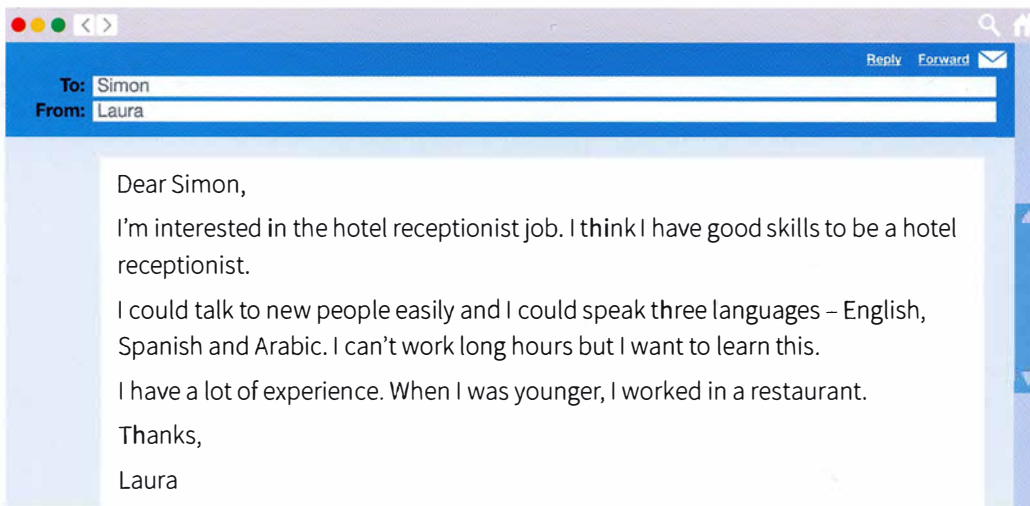 Reply Forward
To: Simon
From: Laura
Dear Simon,
I'm interested in the hotel receptionist job. I think I have good skills to be a hotel
receptionist.
I could talk to new people easily and I could speak three languages – English,
Spanish and Arabic. I can't work long hours but I want to learn this.
I have a lot of experience. When I was younger, I worked in a restaurant.
Thanks,
Laura